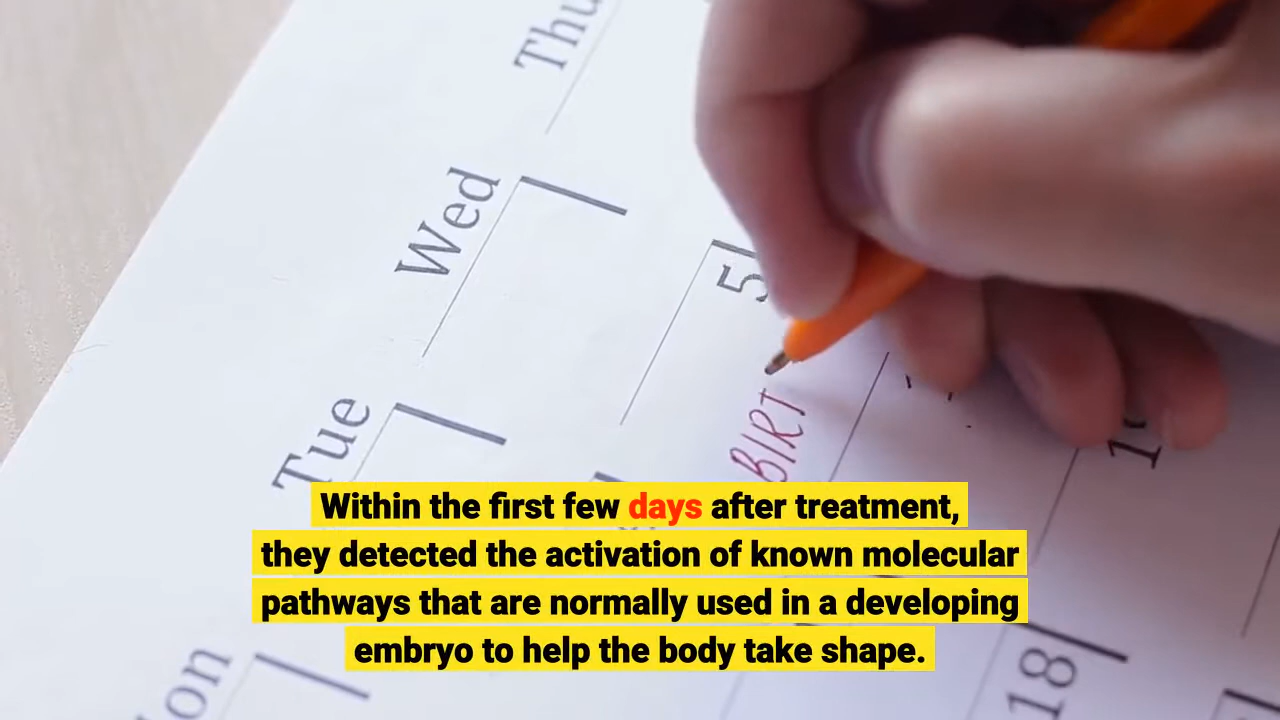 Thu
Wed
5
Tue
BIRT
18
Within the first few days after treatment,
they detected the activation of known molecular
pathways that are normally used in a developing
embryo to help the body take shape.